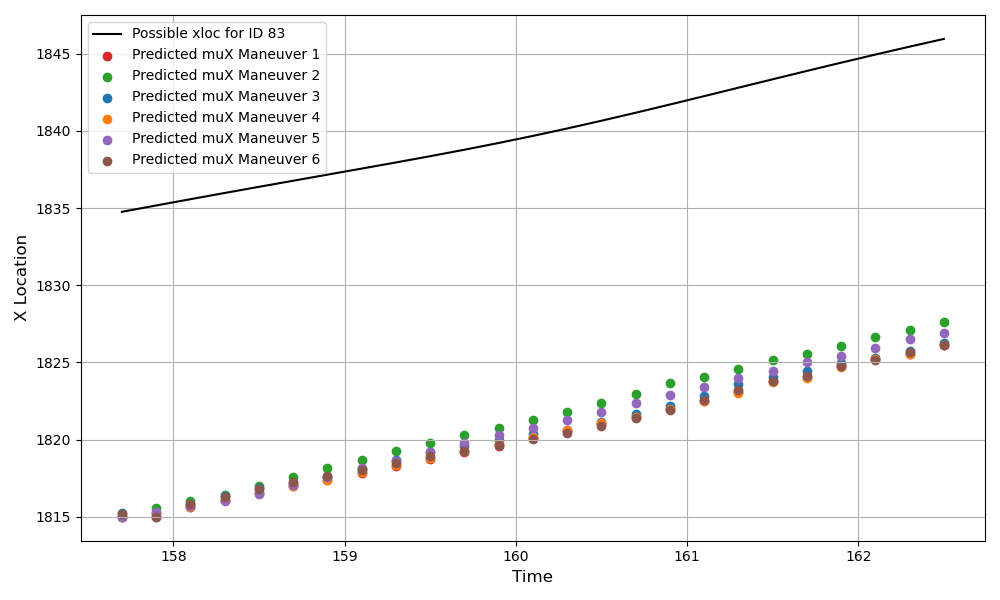 Possible xloc for ID 83
Predicted muX Maneuver 1
Predicted muX Maneuver 2
Predicted muX Maneuver 3
Predicted muX Maneuver 4
Predicted muX Maneuver 5
Predicted muX Maneuver 6
1845
1840
1835
1830
1825
1820
1815
X Location
158 159 160 161 162
Time